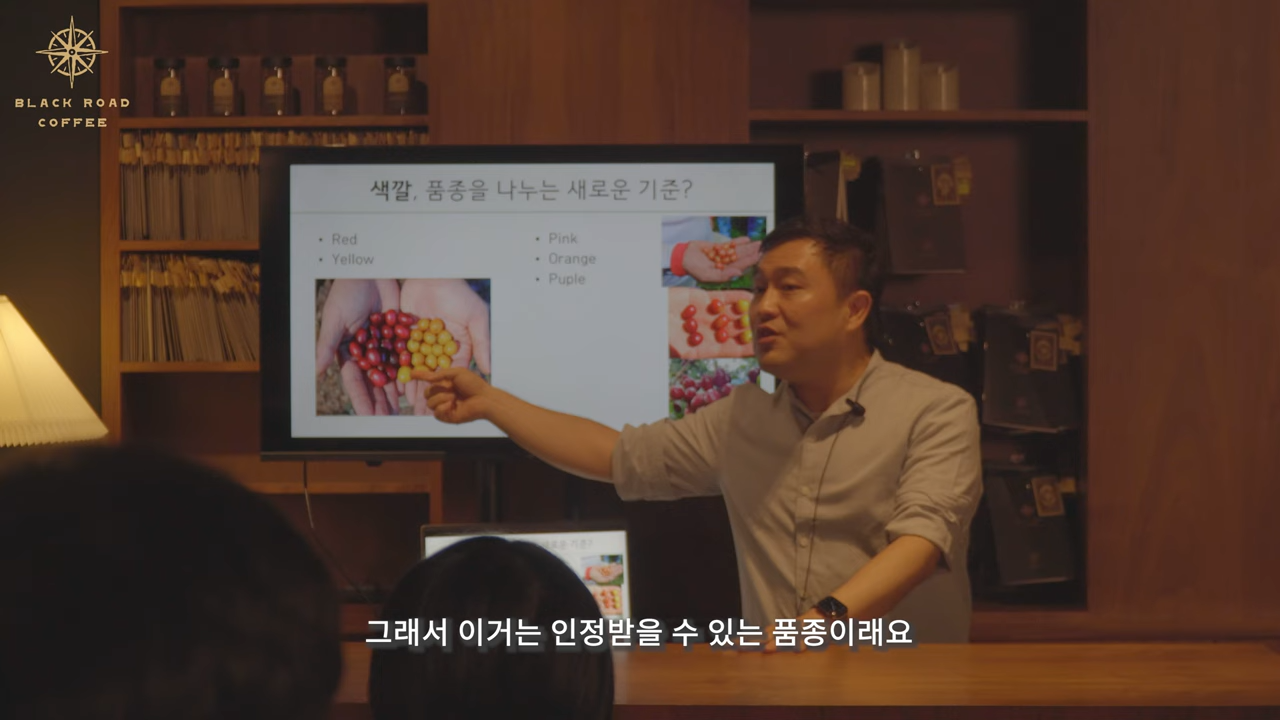 BLACK ROAD
COFFEE
색깔, 품종을 나누는 새로운 기준?
• Red
• Yellow
• Pink
• Orange
• Puple
그래서 이거는 인정받을 수 있는 품종이래요